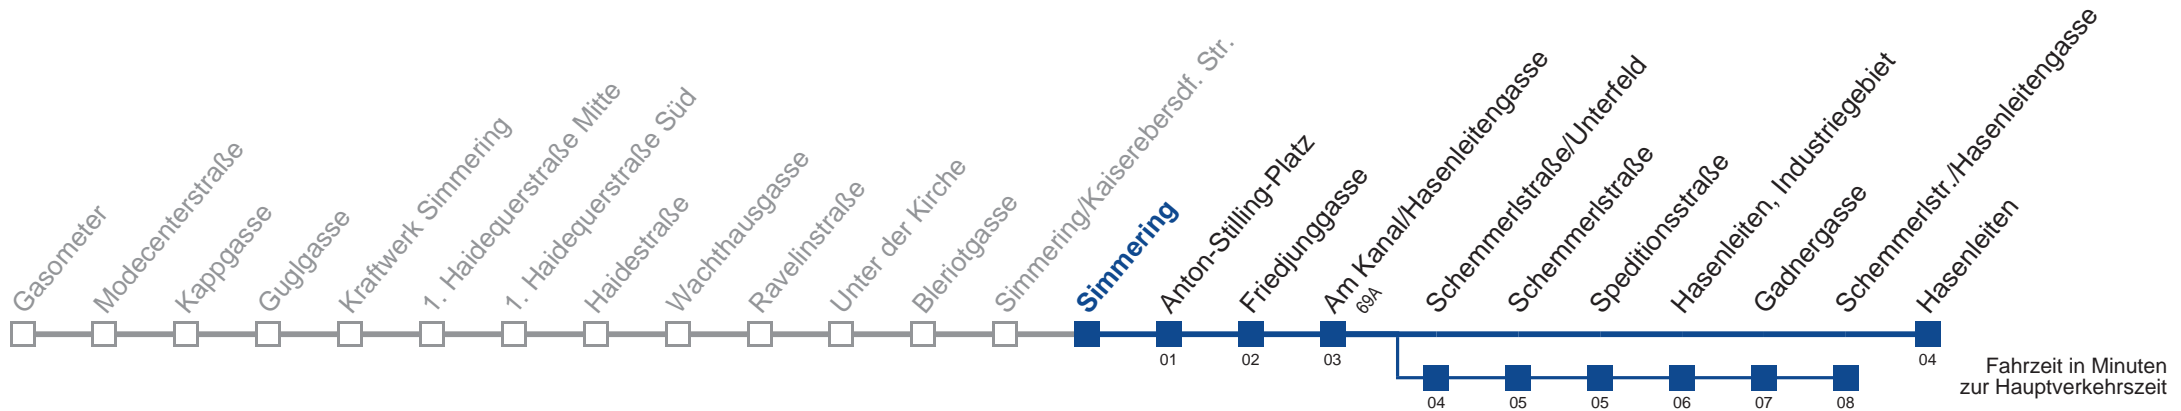 Gasometer
Modecenterstraße
Kappgasse
Guglgasse
Kraftwerk Simmering
1. Haidequerstraße Mitte
1. Haidequerstraße Süd
Haidestraße
Wachthausgasse
Ravelinstraße
Unter der Kirche
Bleriotgasse
Simmering/Kaiserebersdf. Str.
Simmering
Anton-Stilling-Platz
Friedjunggasse
Am Kanal/Hasenleitengasse
69A
Schemmerlstraße/Unterfeld
Schemmerlstraße
Speditionsstraße
Hasenleiten, Industriegebiet
Gadnergasse
Schemmerlstr./Hasenleitengasse
Hasenleiten
01 02 03 04
04 05 05 06 07 08
Fahrzeit in Minuten
zur Hauptverkehrszeit